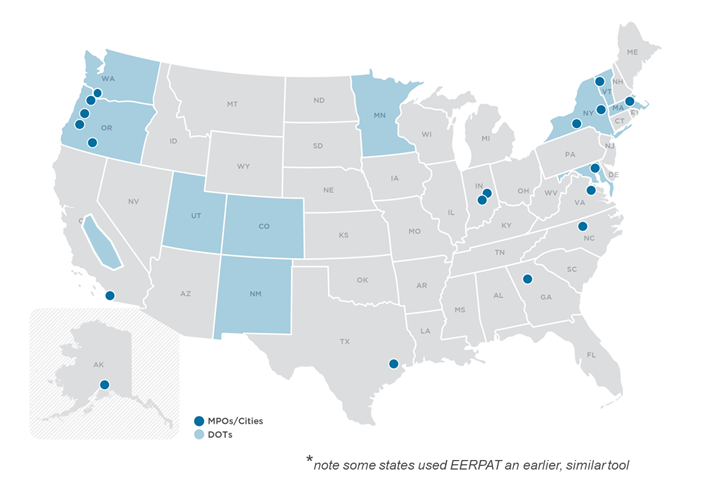 ME
WA
VT
NH
MT
ND
MN
NY
MA
OR
WI
CT
RI
ID
SD
MI
WY
PA
NJ
IA
NE
IN
OH
DE
NV
UT
CO
IL
WV
VA
C
KS
MO
KY
NC
TN
AZ
NM
OK
AR
SC
MS
AL
GA
TX
LA
FL
AK
MPOs/Cities
DOTs
*note some states used EERPAT an earlier, similar tool